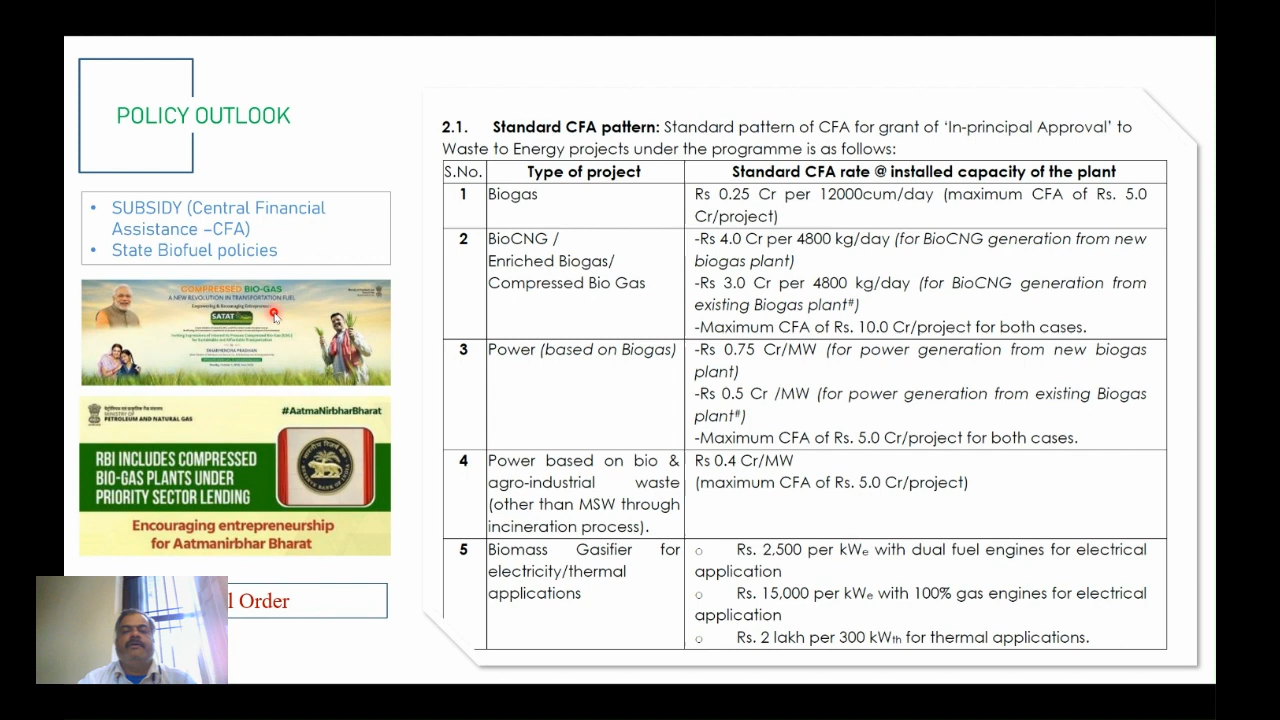 POLICY OUTLOOK
• SUBSIDY (Central Financial
Assistance –CFA)
• State Biofuel policies
COMPRESSED BIO-GAS
A NEW REVOLUTION IN TRANSPORTATION FUEL
SATAT
MINISTRY OF
PETROLEUM AND NATURAL GAS
#AatmaNirbharBharat
RBI INCLUDES COMPRESSED
BIO-GAS PLANTS UNDER
PRIORITY SECTOR LENDING
Encouraging entrepreneurship
for Aatmanirbhar Bharat
l Order
2.1. Standard CFA pattern: Standard pattern of CFA for grant of ‘In-principal Approval’ to
Waste to Energy projects under the programme is as follows:
S.No. Type of project Standard CFA rate @ installed capacity of the plant
1 Biogas Rs 0.25 Cr per 12000cum/day (maximum CFA of Rs. 5.0
Cr/project)
2 BioCNG / -Rs 4.0 Cr per 4800 kg/day (for BioCNG generation from new
Enriched Biogas/ biogas plant)
Compressed Bio Gas -Rs 3.0 Cr per 4800 kg/day (for BioCNG generation from
existing Biogas plant#)
-Maximum CFA of Rs. 10.0 Cr/project for both cases.
3 Power (based on Biogas) -Rs 0.75 Cr/MW (for power generation from new biogas
plant)
-Rs 0.5 Cr /MW (for power generation from existing Biogas
plant#)
-Maximum CFA of Rs. 5.0 Cr/project for both cases.
4 Power based on bio & Rs 0.4 Cr/MW
agro-industrial waste (maximum CFA of Rs. 5.0 Cr/project)
(other than MSW through
incineration process).
5 Biomass Gasifier for o Rs. 2,500 per kWe with dual fuel engines for electrical
electricity/thermal application
applications o Rs. 15,000 per kWe with 100% gas engines for electrical
application
o Rs. 2 lakh per 300 kWth for thermal applications.